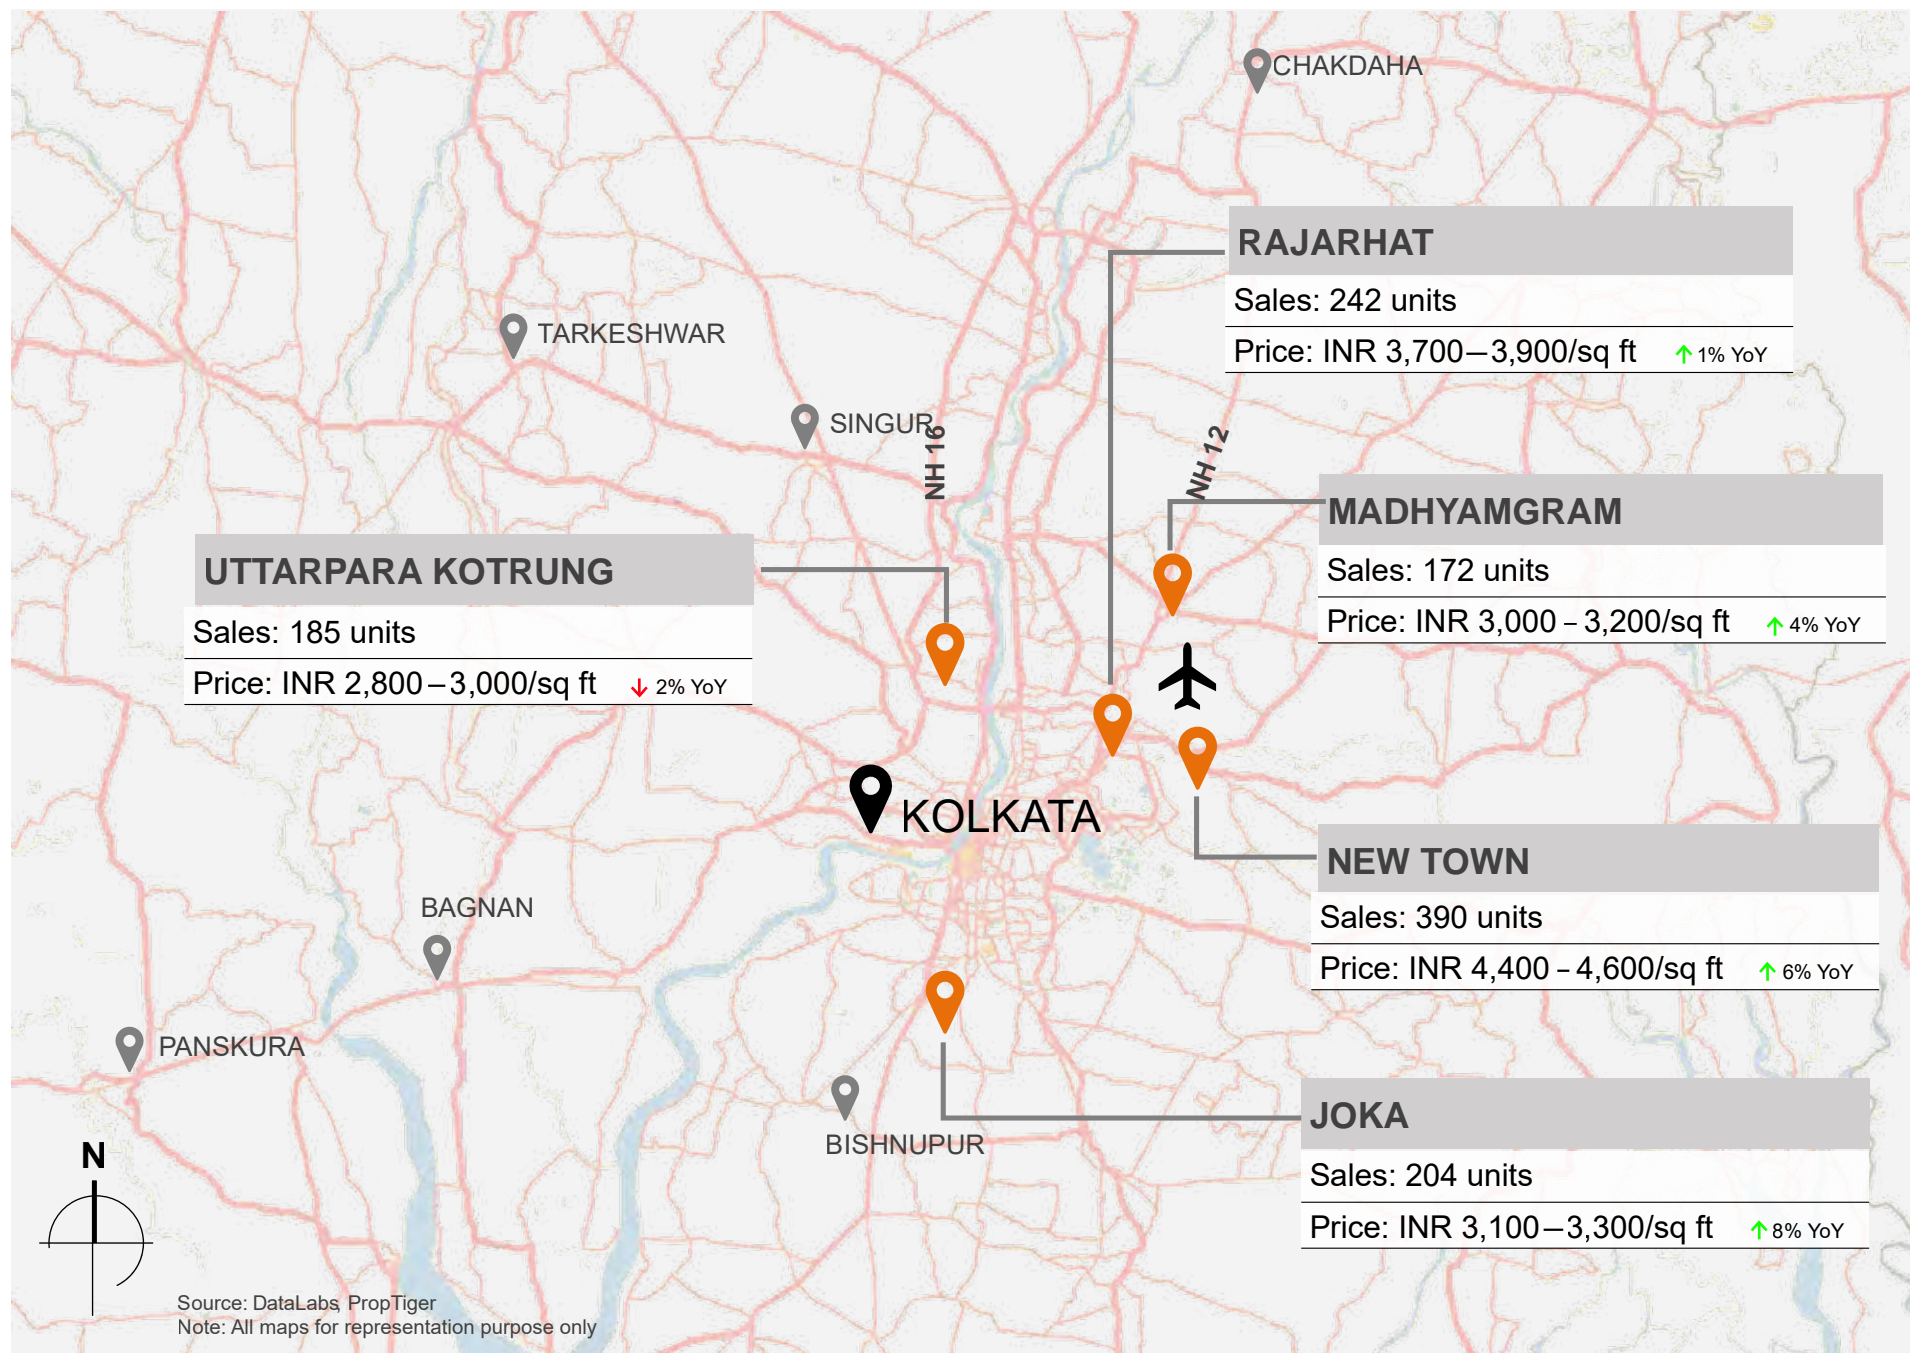 CHAKDAHA
RAJARHAT
Sales: 242 units
Price: INR 3,700–3,900/sq ft ↑ 1% YoY
TARKESHWAR
SINGUR
NH 16
NH 12
MADHYAMGRAM
Sales: 172 units
Price: INR 3,000 – 3,200/sq ft ↑ 4% YoY
UTTARPARA KOTRUNG
Sales: 185 units
Price: INR 2,800–3,000/sq ft ↓ 2% YoY
KOLKATA
NEW TOWN
Sales: 390 units
Price: INR 4,400 – 4,600/sq ft ↑ 6% YoY
BAGNAN
PANSKURA
JOKA
Sales: 204 units
Price: INR 3,100–3,300/sq ft ↑ 8% YoY
BISHNUPUR
N
Source: DataLabs, PropTiger
Note: All maps for representation purpose only